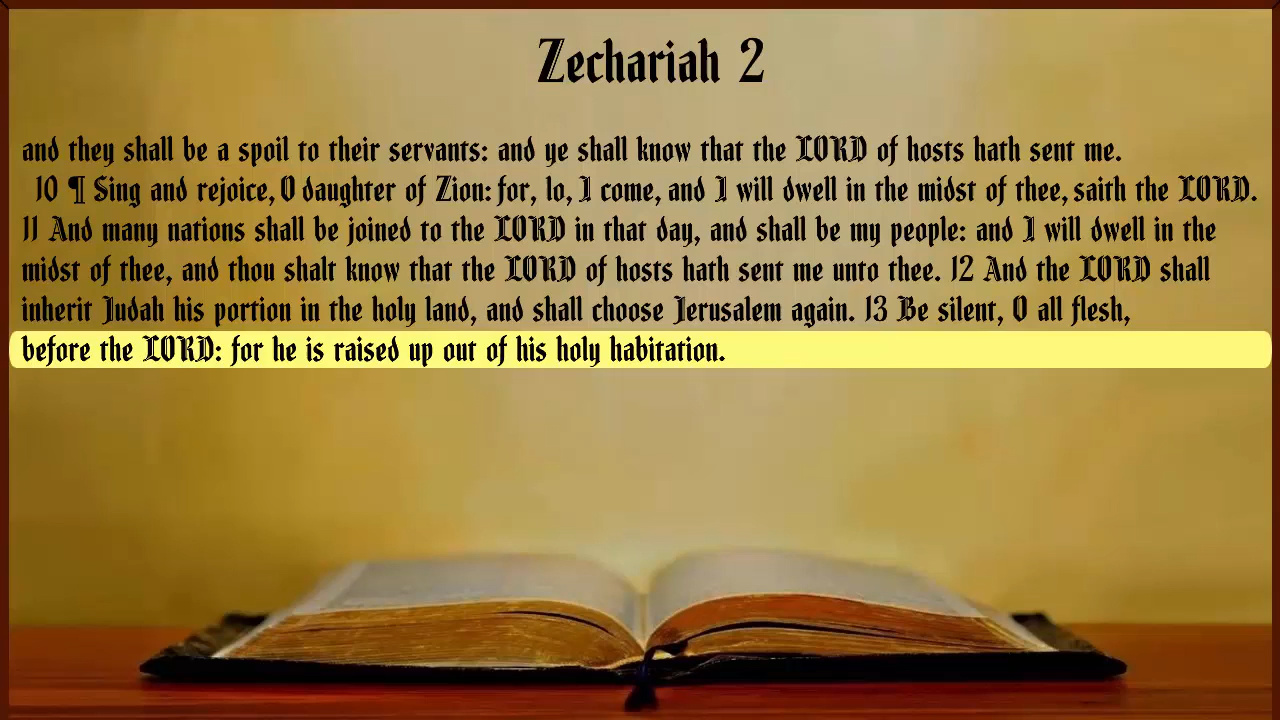 Zechariah 2
and they shall be a spoil to their servants: and ye shall know that the LORD of hosts hath sent me.
10 ¶ Sing and rejoice, O daughter of Zion: for, lo, I come, and I will dwell in the midst of thee, saith the LORD.
11 And many nations shall be joined to the LORD in that day, and shall be my people: and I will dwell in the
midst of thee, and thou shalt know that the LORD of hosts hath sent me unto thee. 12 And the LORD shall
inherit Judah his portion in the holy land, and shall choose Jerusalem again. 13 Be silent, O all flesh,
before the LORD: for he is raised up out of his holy habitation.